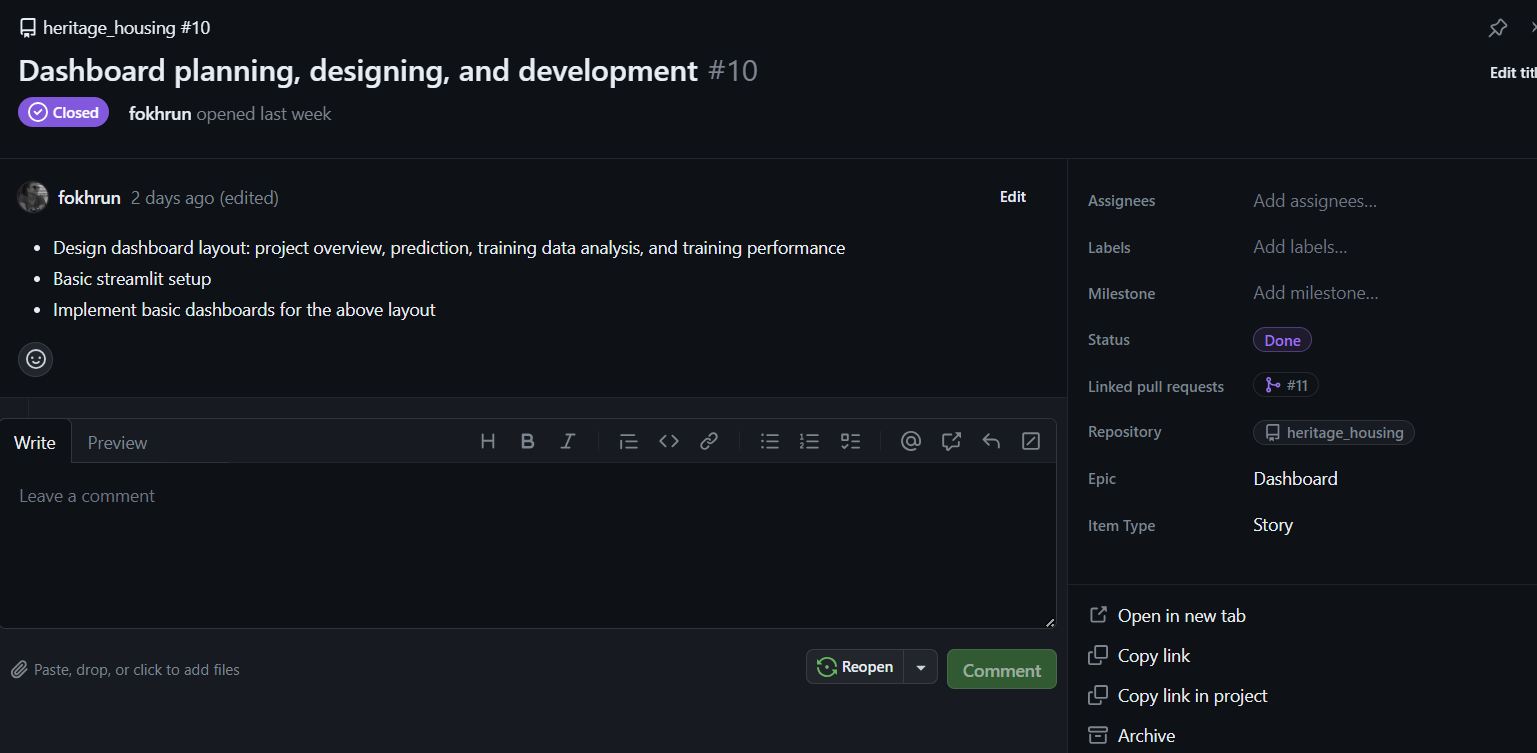 heritage_housing #10
Dashboard planning, designing, and development #10
Edit
Closed fokhrun opened last week
fokhrun 2 days ago (edited) Edit
Design dashboard layout: project overview, prediction, training data analysis, and training performance
Basic streamlit setup
Implement basic dashboards for the above layout
Write Preview
Leave a comment
Paste, drop, or click to add files
Reopen Comment
Assignees Add assignees...
Labels Add labels...
Milestone Add milestone...
Status Done
Linked pull requests #11
Repository heritage_housing
Epic Dashboard
Item Type Story
Open in new tab
Copy link
Copy link in project
Archive